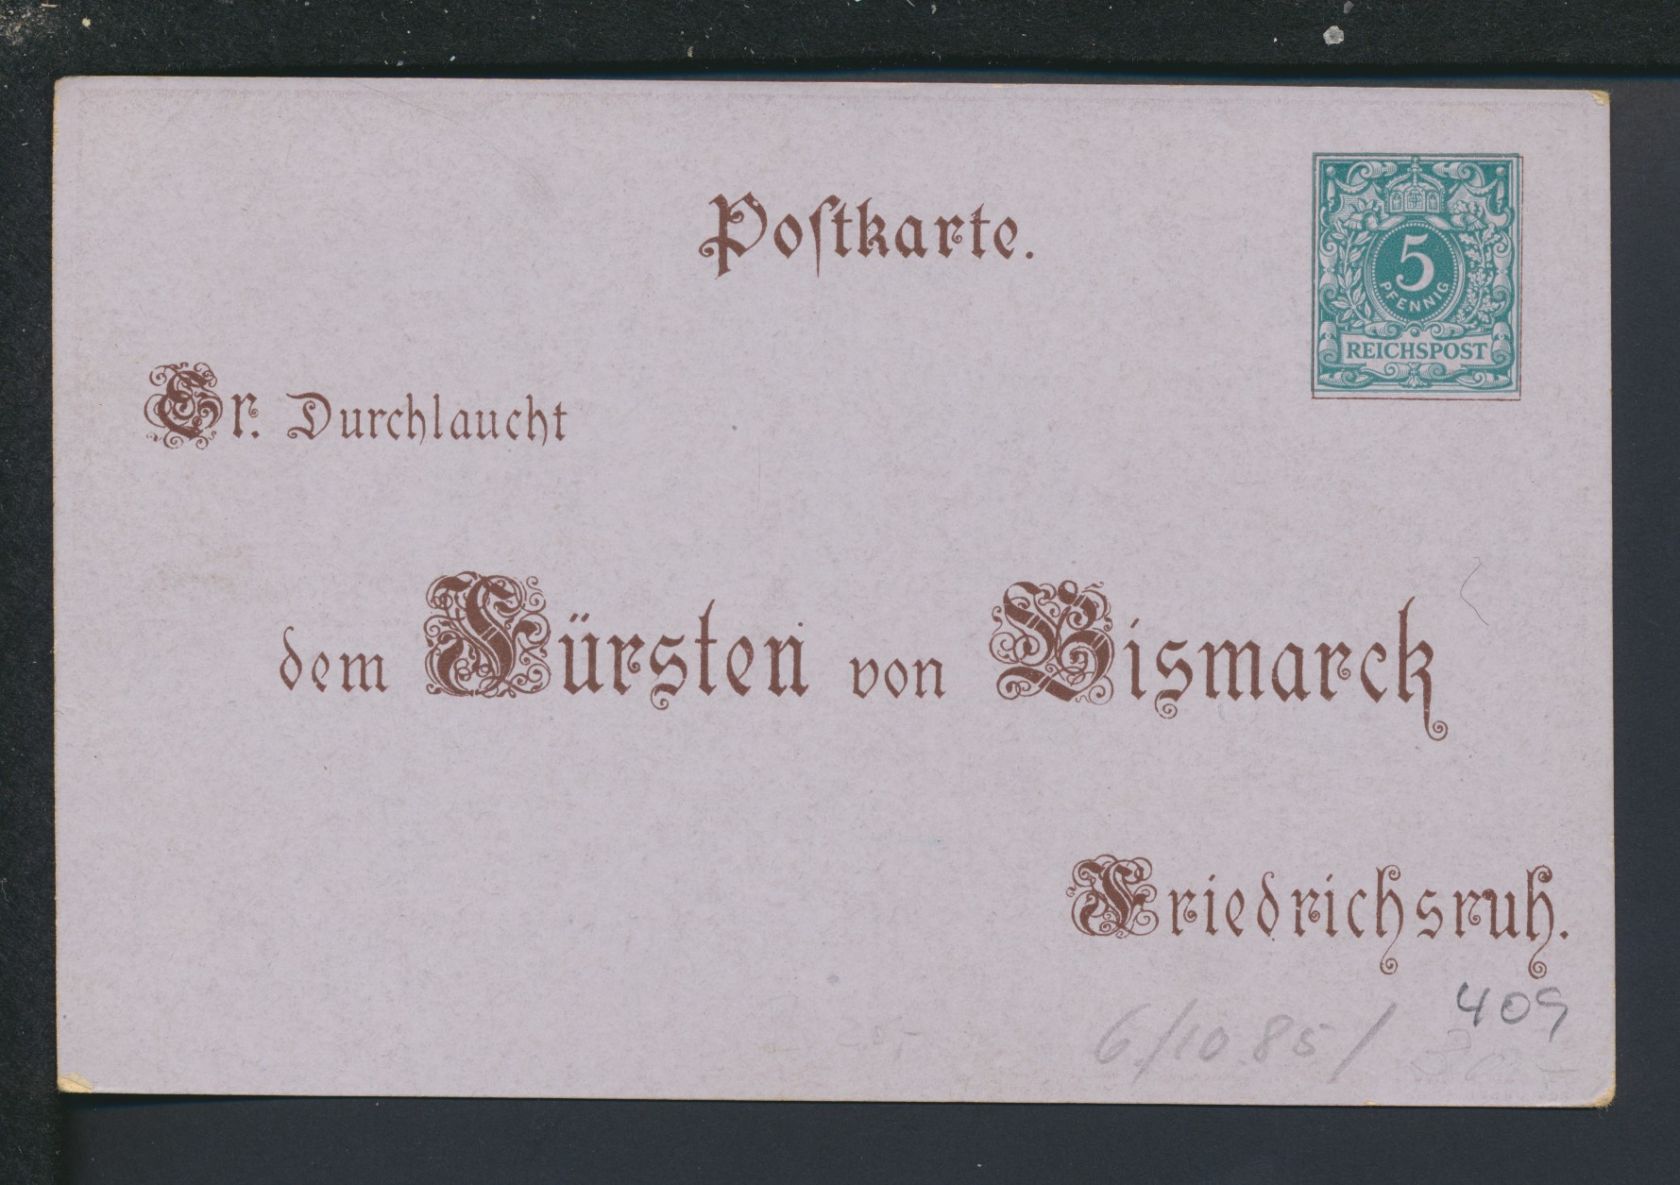 Postkarte.
5
PFENNIG
REICHSPOST
Sr. Durchlaucht
dem Fürsten von Bismarck
Friedrichsruh.
409
6/10.85/